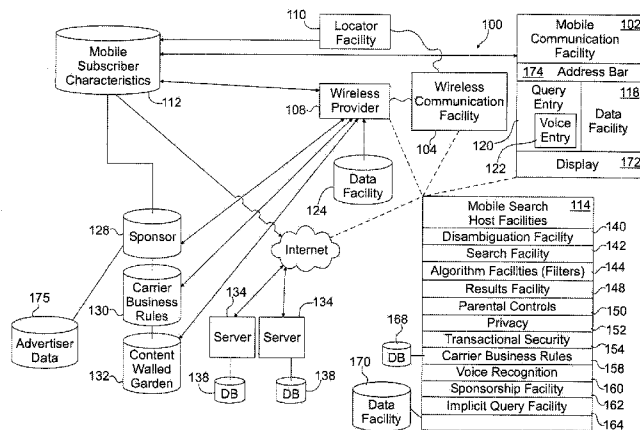 110
Locator
Facility
100
Mobile
Subscriber
Characteristics
112
Wireless
Provider
108
Wireless
Communication
Facility
104
Mobile
Communication
Facility
102
174
Address Bar
Query
Entry
Voice
Entry
120
122
118
Data
Facility
Display
172
Data
Facility
124
Internet
Sponsor
128
Carrier
Business
Rules
130
Content
Walled
Garden
132
175
Advertiser
Data
134
134
Server
Server
DB
DB
138
138
168
DB
170
Data
Facility
Mobile Search
Host Facilities
114
Disambiguation Facility
140
Search Facility
142
Algorithm Facilities (Filters)
144
Results Facility
148
Parental Controls
150
Privacy
152
Transactional Security
154
Carrier Business Rules
158
Voice Recognition
160
Sponsorship Facility
162
Implicit Query Facility
164